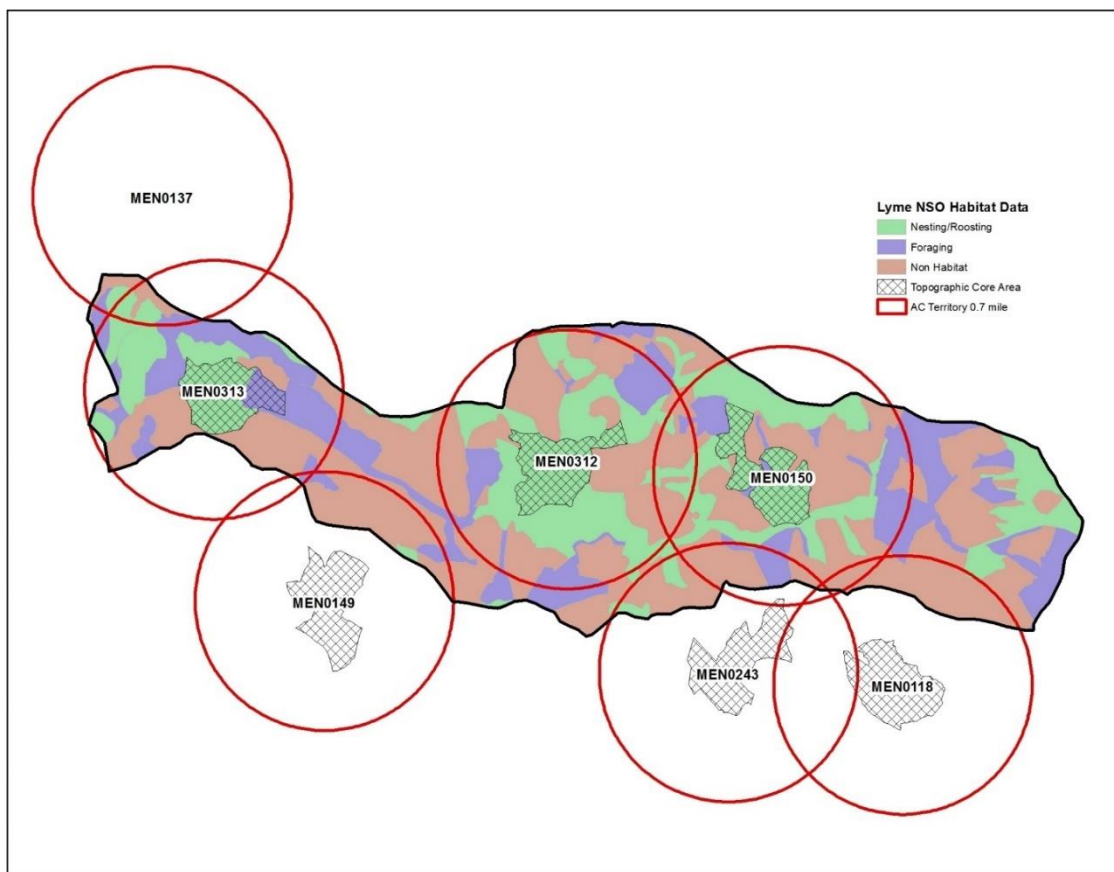 MEN0137
Lyme NSO Habitat Data
Nesting/Roosting
Foraging
Non Habitat
Topographic Core Area
AC Territory 0.7 mile
MEN0313
MEN0312
MEN0150
MEN0149
MEN0243
MEN0118